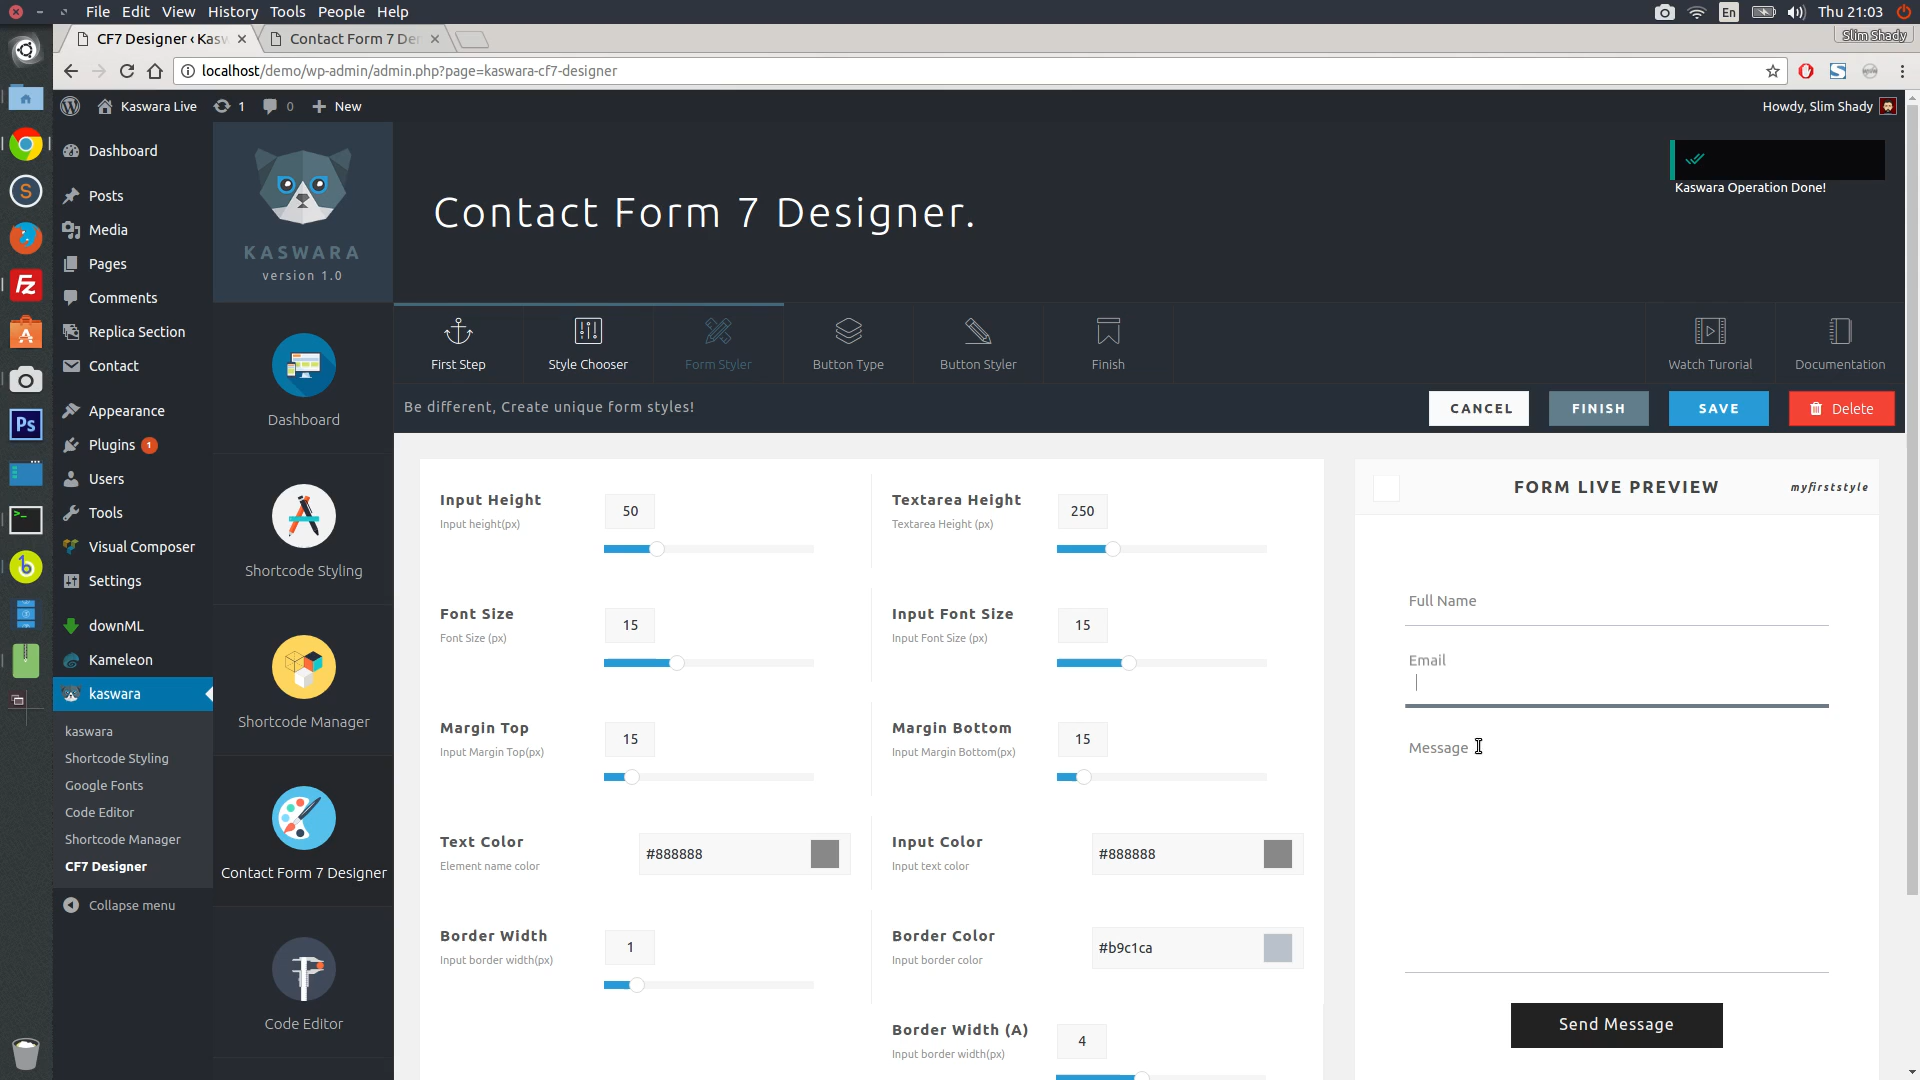 File Edit View History Tools People Help
En Thu 21:03
CF7 Designer ‹ Kasw
Contact Form 7 De
Slim Shady
localhost/demo/wp-admin/admin.php?page=kaswara-cf7-designer
Kaswara Live 1 0 New
Howdy, Slim Shady
Dashboard
Posts
Media
Pages
Comments
Replica Section
Contact
Appearance
Plugins 1
Users
Tools
Visual Composer
Settings
downML
Kameleon
kaswara
kaswara
Shortcode Styling
Google Fonts
Code Editor
Shortcode Manager
CF7 Designer
Collapse menu
S
Fz
A
Ps
b
KASWARA
version 1.0
Dashboard
Shortcode Styling
Shortcode Manager
Contact Form 7 Designer
Code Editor
Contact Form 7 Designer.
Kaswara Operation Done!
First Step
Style Chooser
Form Styler
Button Type
Button Styler
Finish
Watch Turorial
Documentation
Be different, Create unique form styles!
CANCEL
FINISH
SAVE
Delete
Input Height
Input height(px)
50
Textarea Height
Textarea Height (px)
250
Font Size
Font Size (px)
15
Input Font Size
Input Font Size (px)
15
Margin Top
Input Margin Top(px)
15
Margin Bottom
Input Margin Bottom(px)
15
Text Color
Element name color
#888888
Input Color
Input text color
#888888
Border Width
Input border width(px)
1
Border Color
Input border color
#b9c1ca
Border Width (A)
Input border width(px)
4
FORM LIVE PREVIEW
myfirststyle
Full Name
Email
Message
Send Message